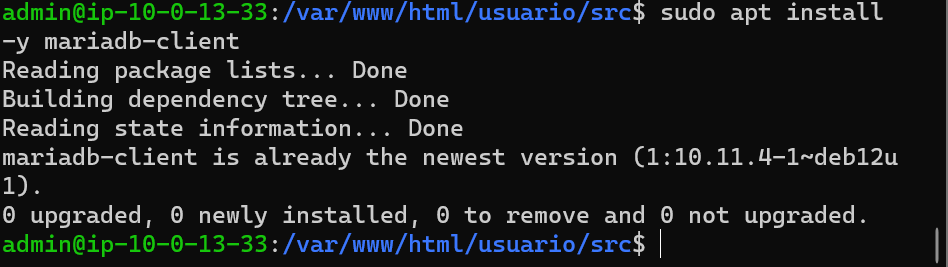 admin@ip-10-0-13-33:/var/www/html/usuario/src$ sudo apt install
-y mariadb-client
Reading package lists... Done
Building dependency tree... Done
Reading state information... Done
mariadb-client is already the newest version (1:10.11.4-1~deb12u
1).
0 upgraded, 0 newly installed, 0 to remove and 0 not upgraded.
admin@ip-10-0-13-33:/var/www/html/usuario/src$